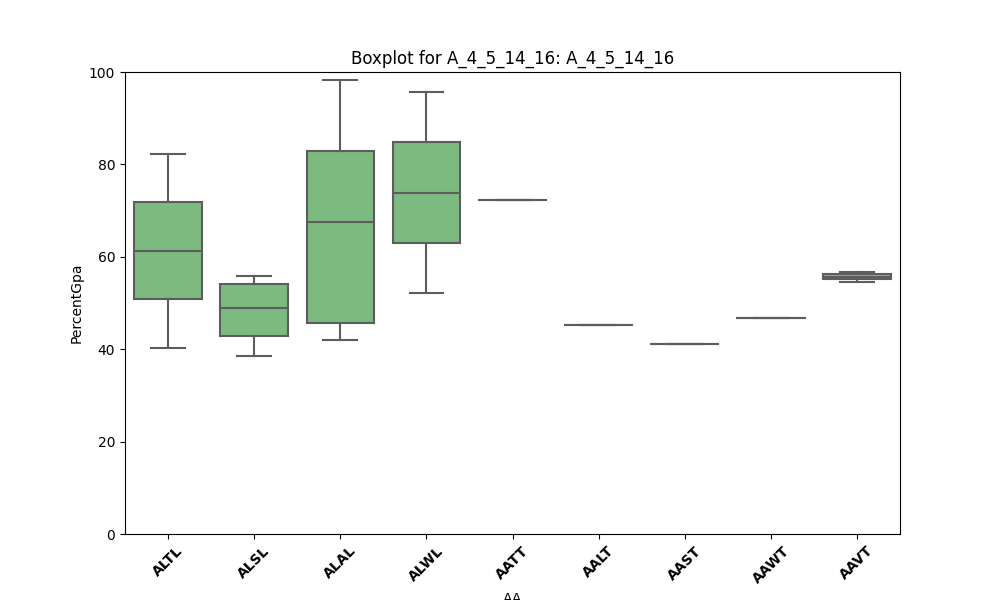 Boxplot for A_4_5_14_16: A_4_5_14_16
100
80
60
40
20
0
PercentGpa
ALTL ALSL ALAL ALWL AATT AALT AAST AAWT AAVT
AA